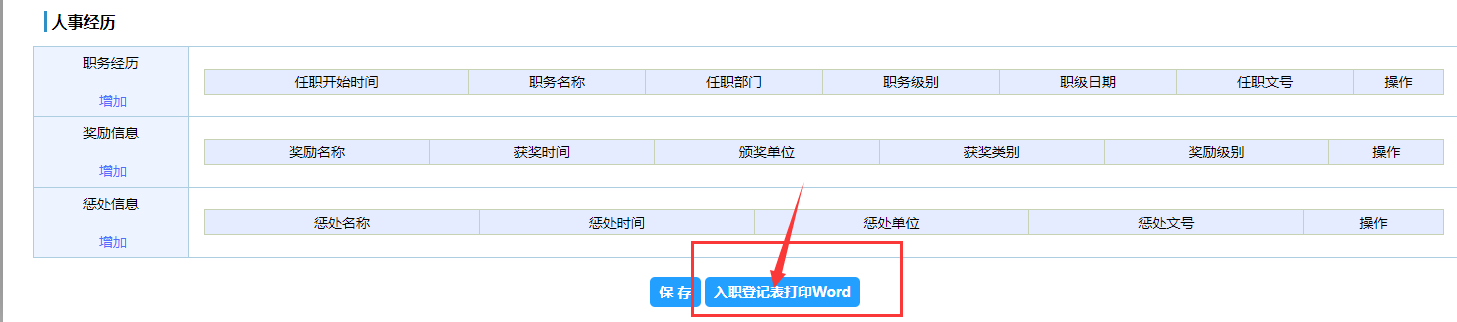 人事经历
职务经历
增加
任职开始时间 职务名称 任职部门 职务级别 职级日期 任职文号 操作
奖励信息
增加
奖励名称 获奖时间 颁奖单位 获奖类别 奖励级别 操作
惩处信息
增加
惩处名称 惩处时间 惩处单位 惩处文号 操作
保 存 入职登记表打印Word